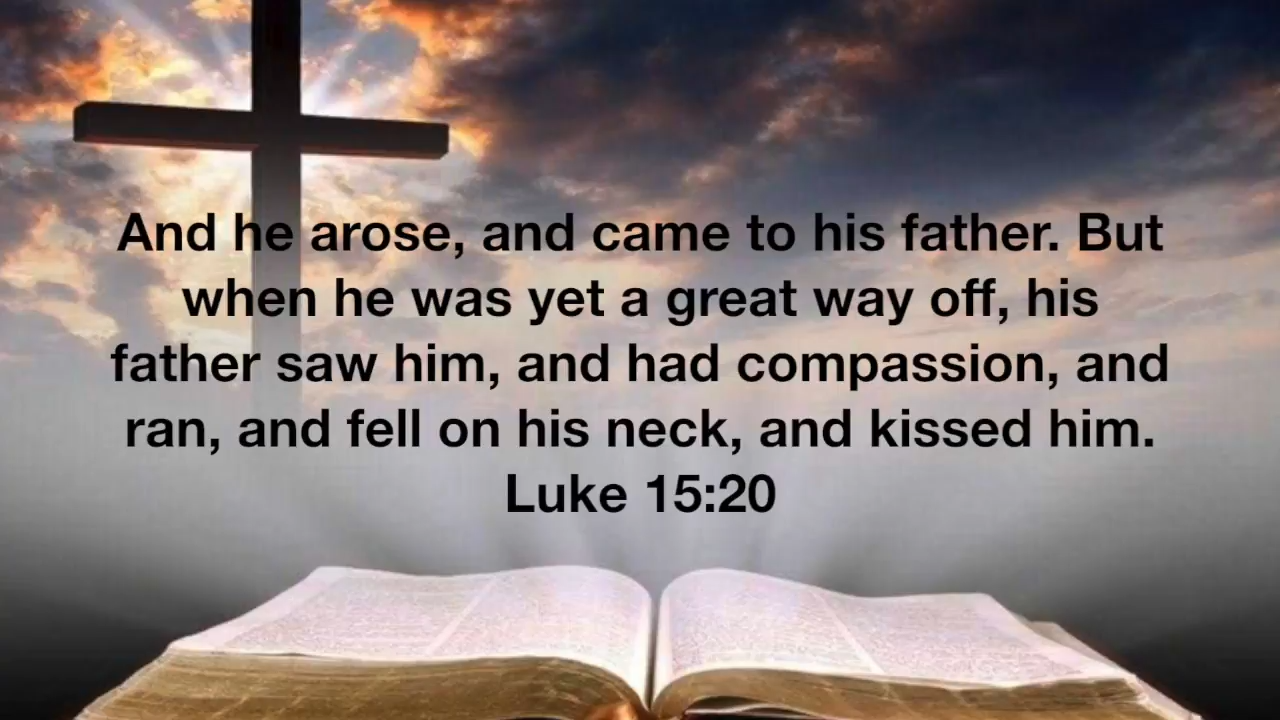 And he arose, and came to his father. But
when he was yet a great way off, his
father saw him, and had compassion, and
ran, and fell on his neck, and kissed him.
Luke 15:20